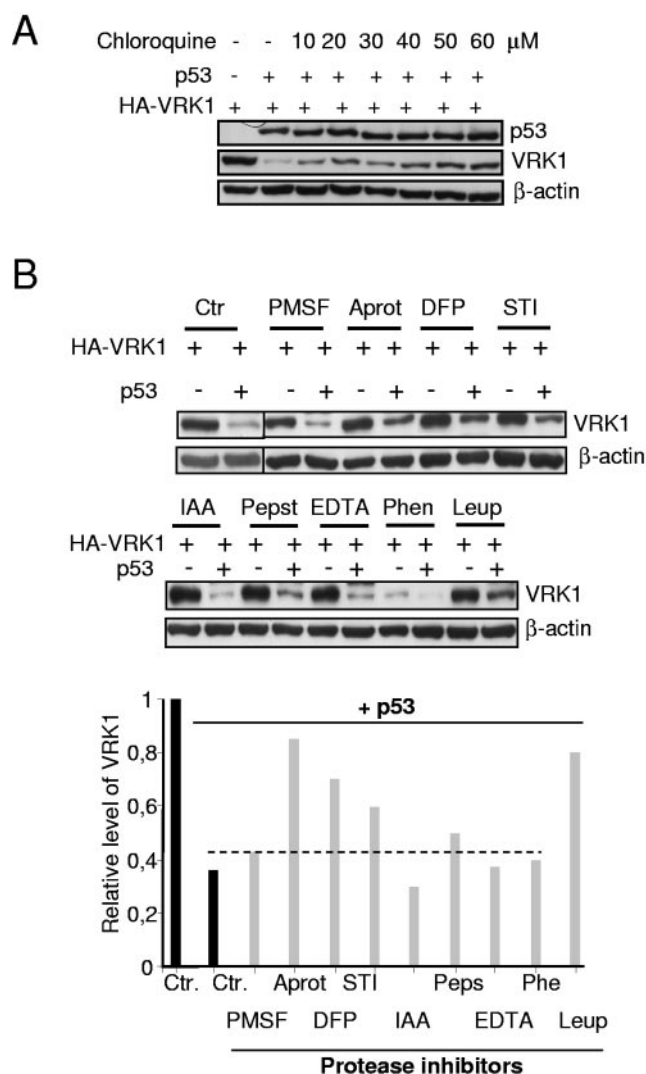 A
Chloroquine - - 10 20 30 40 50 60 μM
p53 - + + + + + + +
HA-VRK1 + + + + + + + +
p53
VRK1
β-actin
B
Ctr PMSF Aprot DFP STI
HA-VRK1 + + + + + + + + + +
p53 - + - + - + - + - +
VRK1
β-actin
IAA Pepst EDTA Phen Leup
HA-VRK1 + + + + + + + + + +
p53 - + - + - + - + - +
VRK1
β-actin
+ p53
Relative level of VRK1
1
0,8
0,6
0,4
0,2
0
Ctr. Ctr. Aprot STI Peps Phe
PMSF DFP IAA EDTA Leup
Protease inhibitors